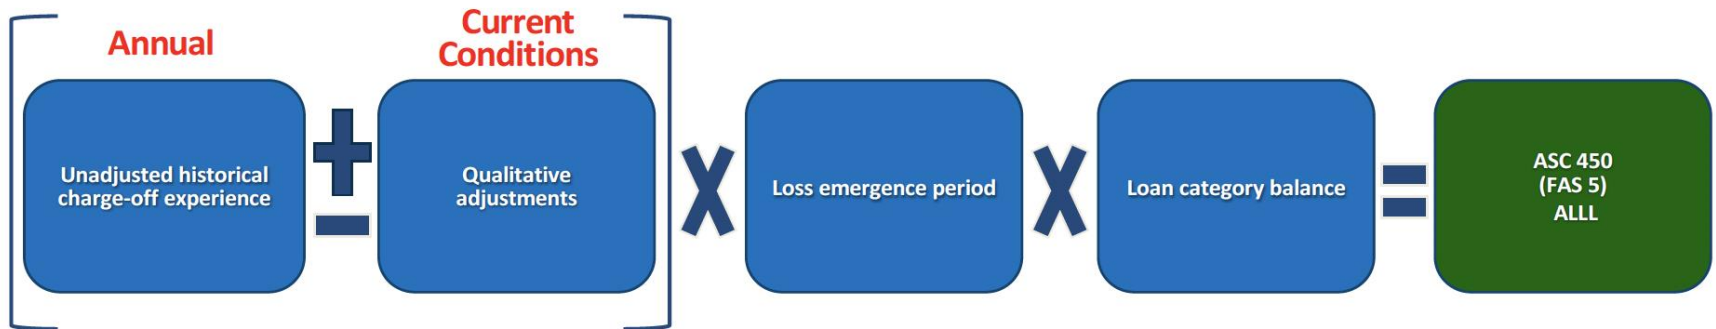 Annual
Current
Conditions
Unadjusted historical
charge-off experience
Qualitative
adjustments
Loss emergence period
Loan category balance
ASC 450
(FAS 5)
ALLL